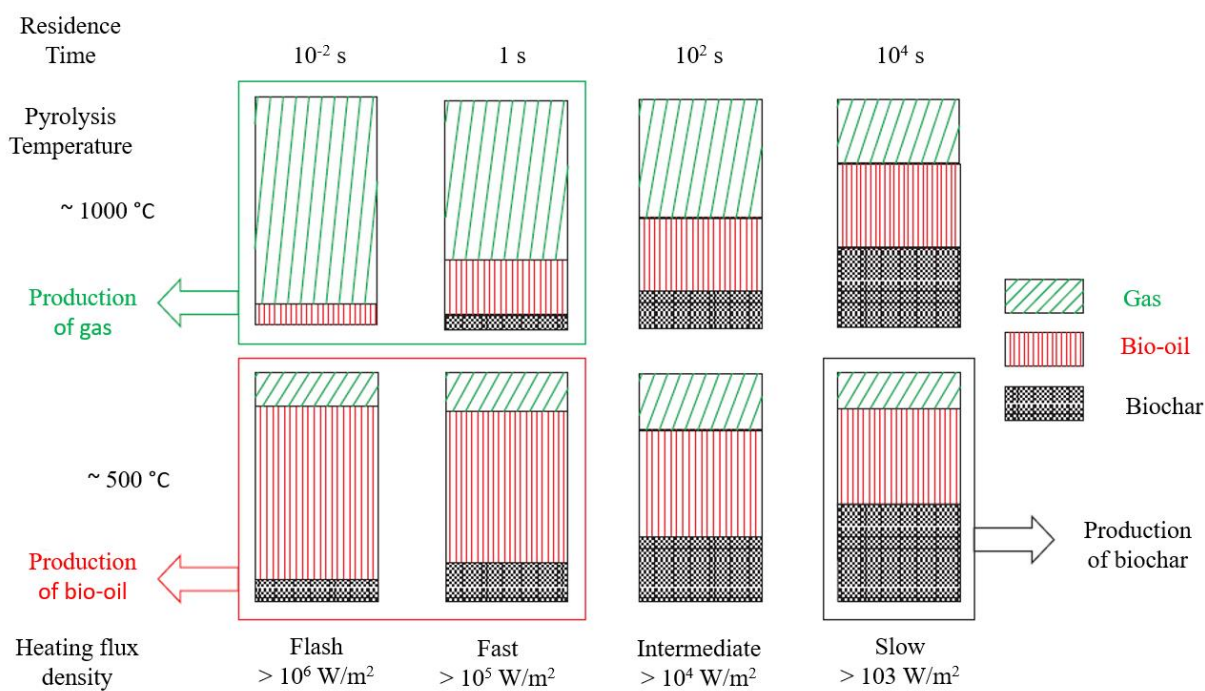 Residence
Time
10⁻² s
1 s
10² s
10⁴ s
Pyrolysis
Temperature
~ 1000 °C
Production
of gas
Gas
Bio-oil
Biochar
~ 500 °C
Production
of bio-oil
Production
of biochar
Heating flux
density
Flash
> 10⁶ W/m²
Fast
> 10⁵ W/m²
Intermediate
> 10⁴ W/m²
Slow
> 103 W/m²